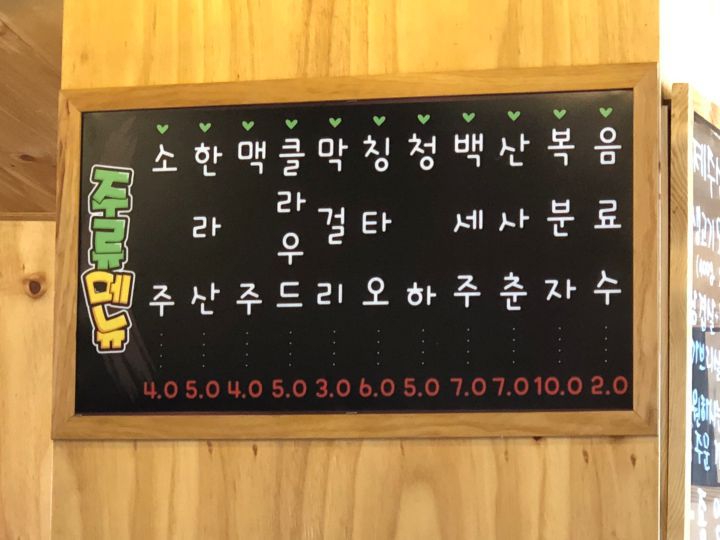 주류메뉴
소주 4.0
한라산 5.0
맥주 4.0
클라우드 5.0
막걸리 3.0
칭타오 6.0
청하 5.0
백세주 7.0
산사춘 7.0
복분자 10.0
음료수 2.0